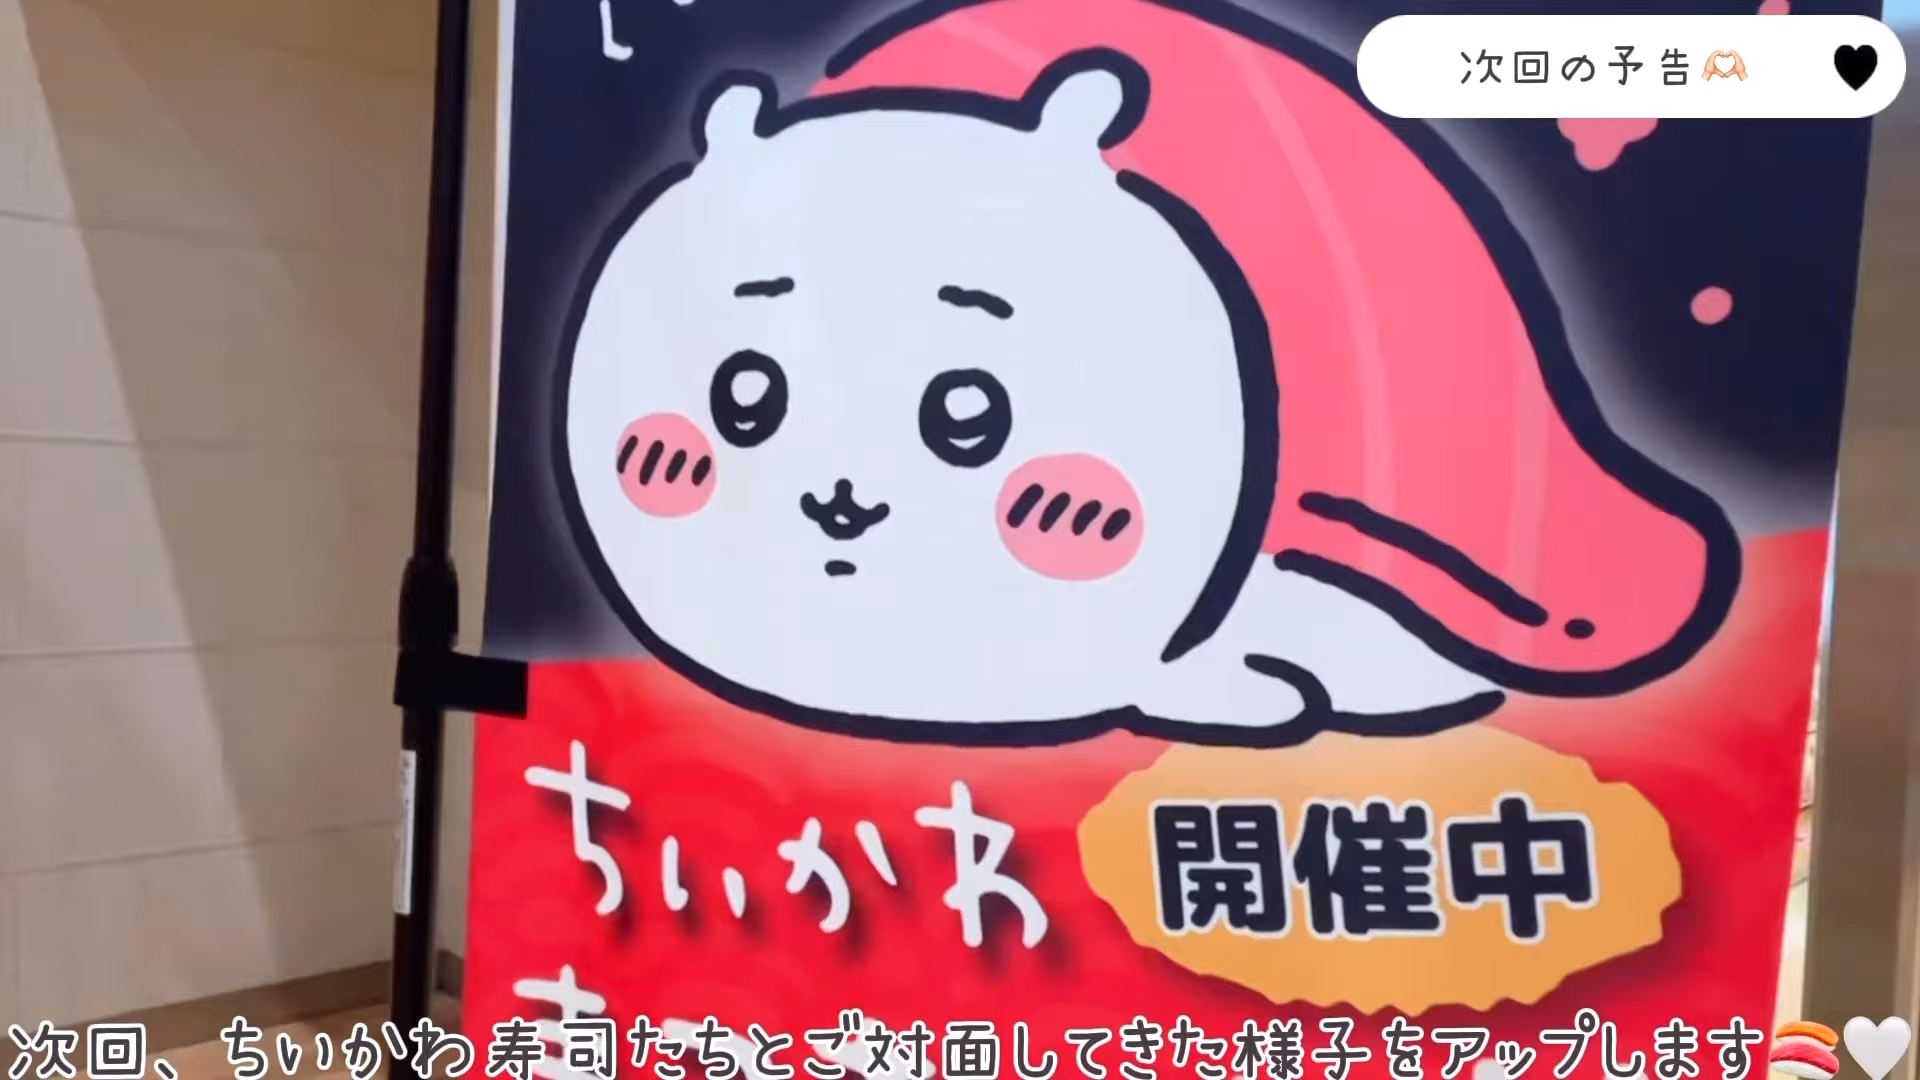 次回の予告🫶🏻
ちいかわ
開催中
次回、ちいかわ寿司たちとご対面してきた様子をアップします🍣🤍